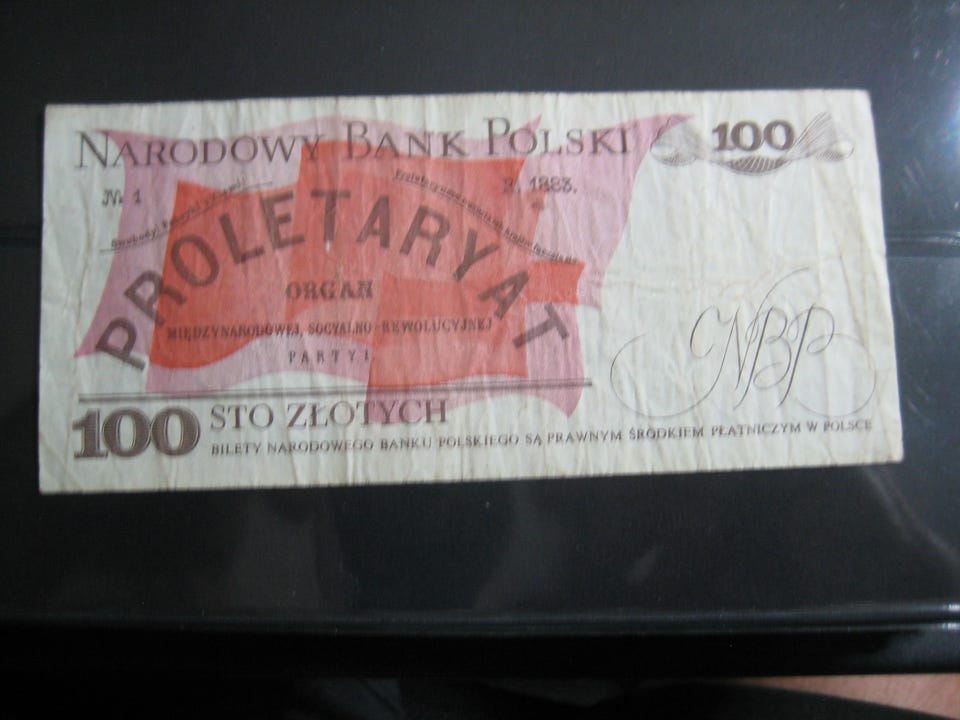 NARODOWY BANK POLSKI 100
№ 1
R. 1883.
PROLETARYAT
ORGAN
MIĘDZYNARODOWEJ, SOCYALNO-REWOLUCYJNEJ
PARTYI
NBP
100 STO ZŁOTYCH
BILETY NARODOWEGO BANKU POLSKIEGO SĄ PRAWNYM ŚRODKIEM PŁATNICZYM W POLSCE